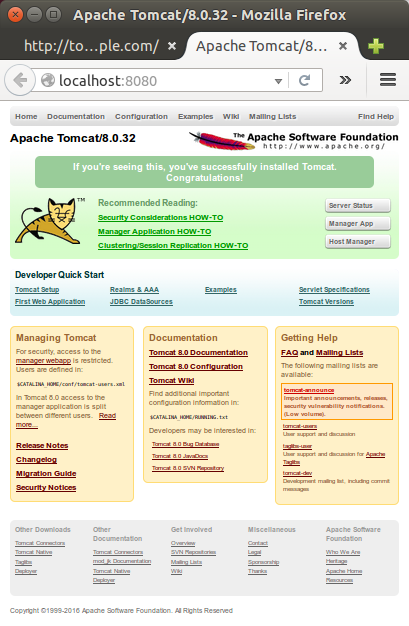 Apache Tomcat/8.0.32 - Mozilla Firefox
http://to...ple.com/ Apache Tomcat/8....
localhost:8080
Home Documentation Configuration Examples Wiki Mailing Lists Find Help
Apache Tomcat/8.0.32
The Apache Software Foundation
http://www.apache.org/
If you're seeing this, you've successfully installed Tomcat.
Congratulations!
TM
Recommended Reading:
Security Considerations HOW-TO
Manager Application HOW-TO
Clustering/Session Replication HOW-TO
Server Status
Manager App
Host Manager
Developer Quick Start
Tomcat Setup Realms & AAA Examples Servlet Specifications
First Web Application JDBC DataSources Tomcat Versions
Managing Tomcat
For security, access to the
manager webapp is restricted.
Users are defined in:
$CATALINA_HOME/conf/tomcat-users.xml
In Tomcat 8.0 access to the
manager application is split
between different users. Read
more...
Release Notes
Changelog
Migration Guide
Security Notices
Documentation
Tomcat 8.0 Documentation
Tomcat 8.0 Configuration
Tomcat Wiki
Find additional important
configuration information in:
$CATALINA_HOME/RUNNING.txt
Developers may be interested in:
Tomcat 8.0 Bug Database
Tomcat 8.0 JavaDocs
Tomcat 8.0 SVN Repository
Getting Help
FAQ and Mailing Lists
The following mailing lists are
available:
tomcat-announce
Important announcements, releases,
security vulnerability notifications.
(Low volume).
tomcat-users
User support and discussion
taglibs-user
User support and discussion for Apache
Taglibs
tomcat-dev
Development mailing list, including commit
messages
Other Downloads
Tomcat Connectors
Tomcat Native
Taglibs
Deployer
Other
Documentation
Tomcat Connectors
mod_jk Documentation
Tomcat Native
Deployer
Get Involved
Overview
SVN Repositories
Mailing Lists
Wiki
Miscellaneous
Contact
Legal
Sponsorship
Thanks
Apache Software
Foundation
Who We Are
Heritage
Apache Home
Resources
Copyright ©1999-2016 Apache Software Foundation. All Rights Reserved